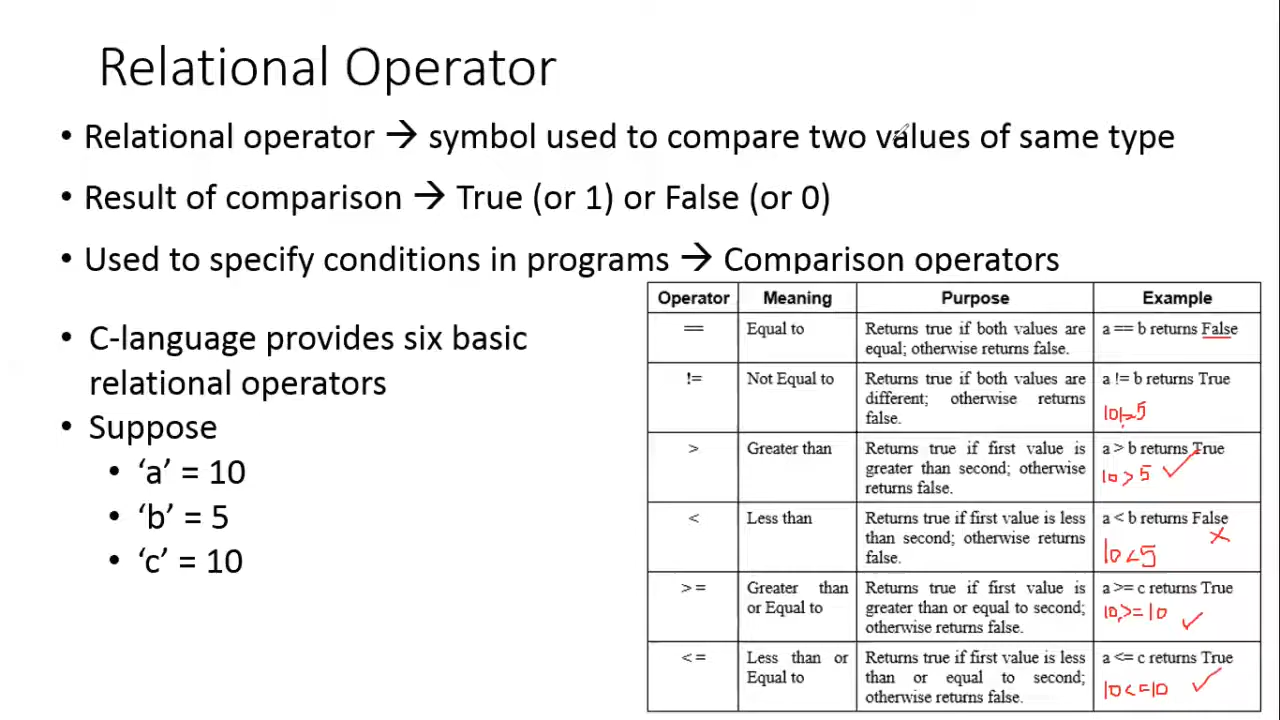 Relational Operator
• Relational operator → symbol used to compare two values of same type
• Result of comparison → True (or 1) or False (or 0)
• Used to specify conditions in programs → Comparison operators
• C-language provides six basic
relational operators
• Suppose
• ‘a’ = 10
• ‘b’ = 5
• ‘c’ = 10
Operator Meaning Purpose Example
== Equal to Returns true if both values are a == b returns False
equal; otherwise returns false.
!= Not Equal to Returns true if both values are a != b returns True
different; otherwise returns
false.
10!=5
> Greater than Returns true if first value is a > b returns True
greater than second; otherwise
returns false.
10 > 5 ✓
< Less than Returns true if first value is less a < b returns False
than second; otherwise returns
false.
10 < 5 ✗
>= Greater than Returns true if first value is a >= c returns True
or Equal to greater than or equal to second;
otherwise returns false.
10 >= 10 ✓
<= Less than or Returns true if first value is less a <= c returns True
Equal to than or equal to second;
otherwise returns false.
10 <= 10 ✓